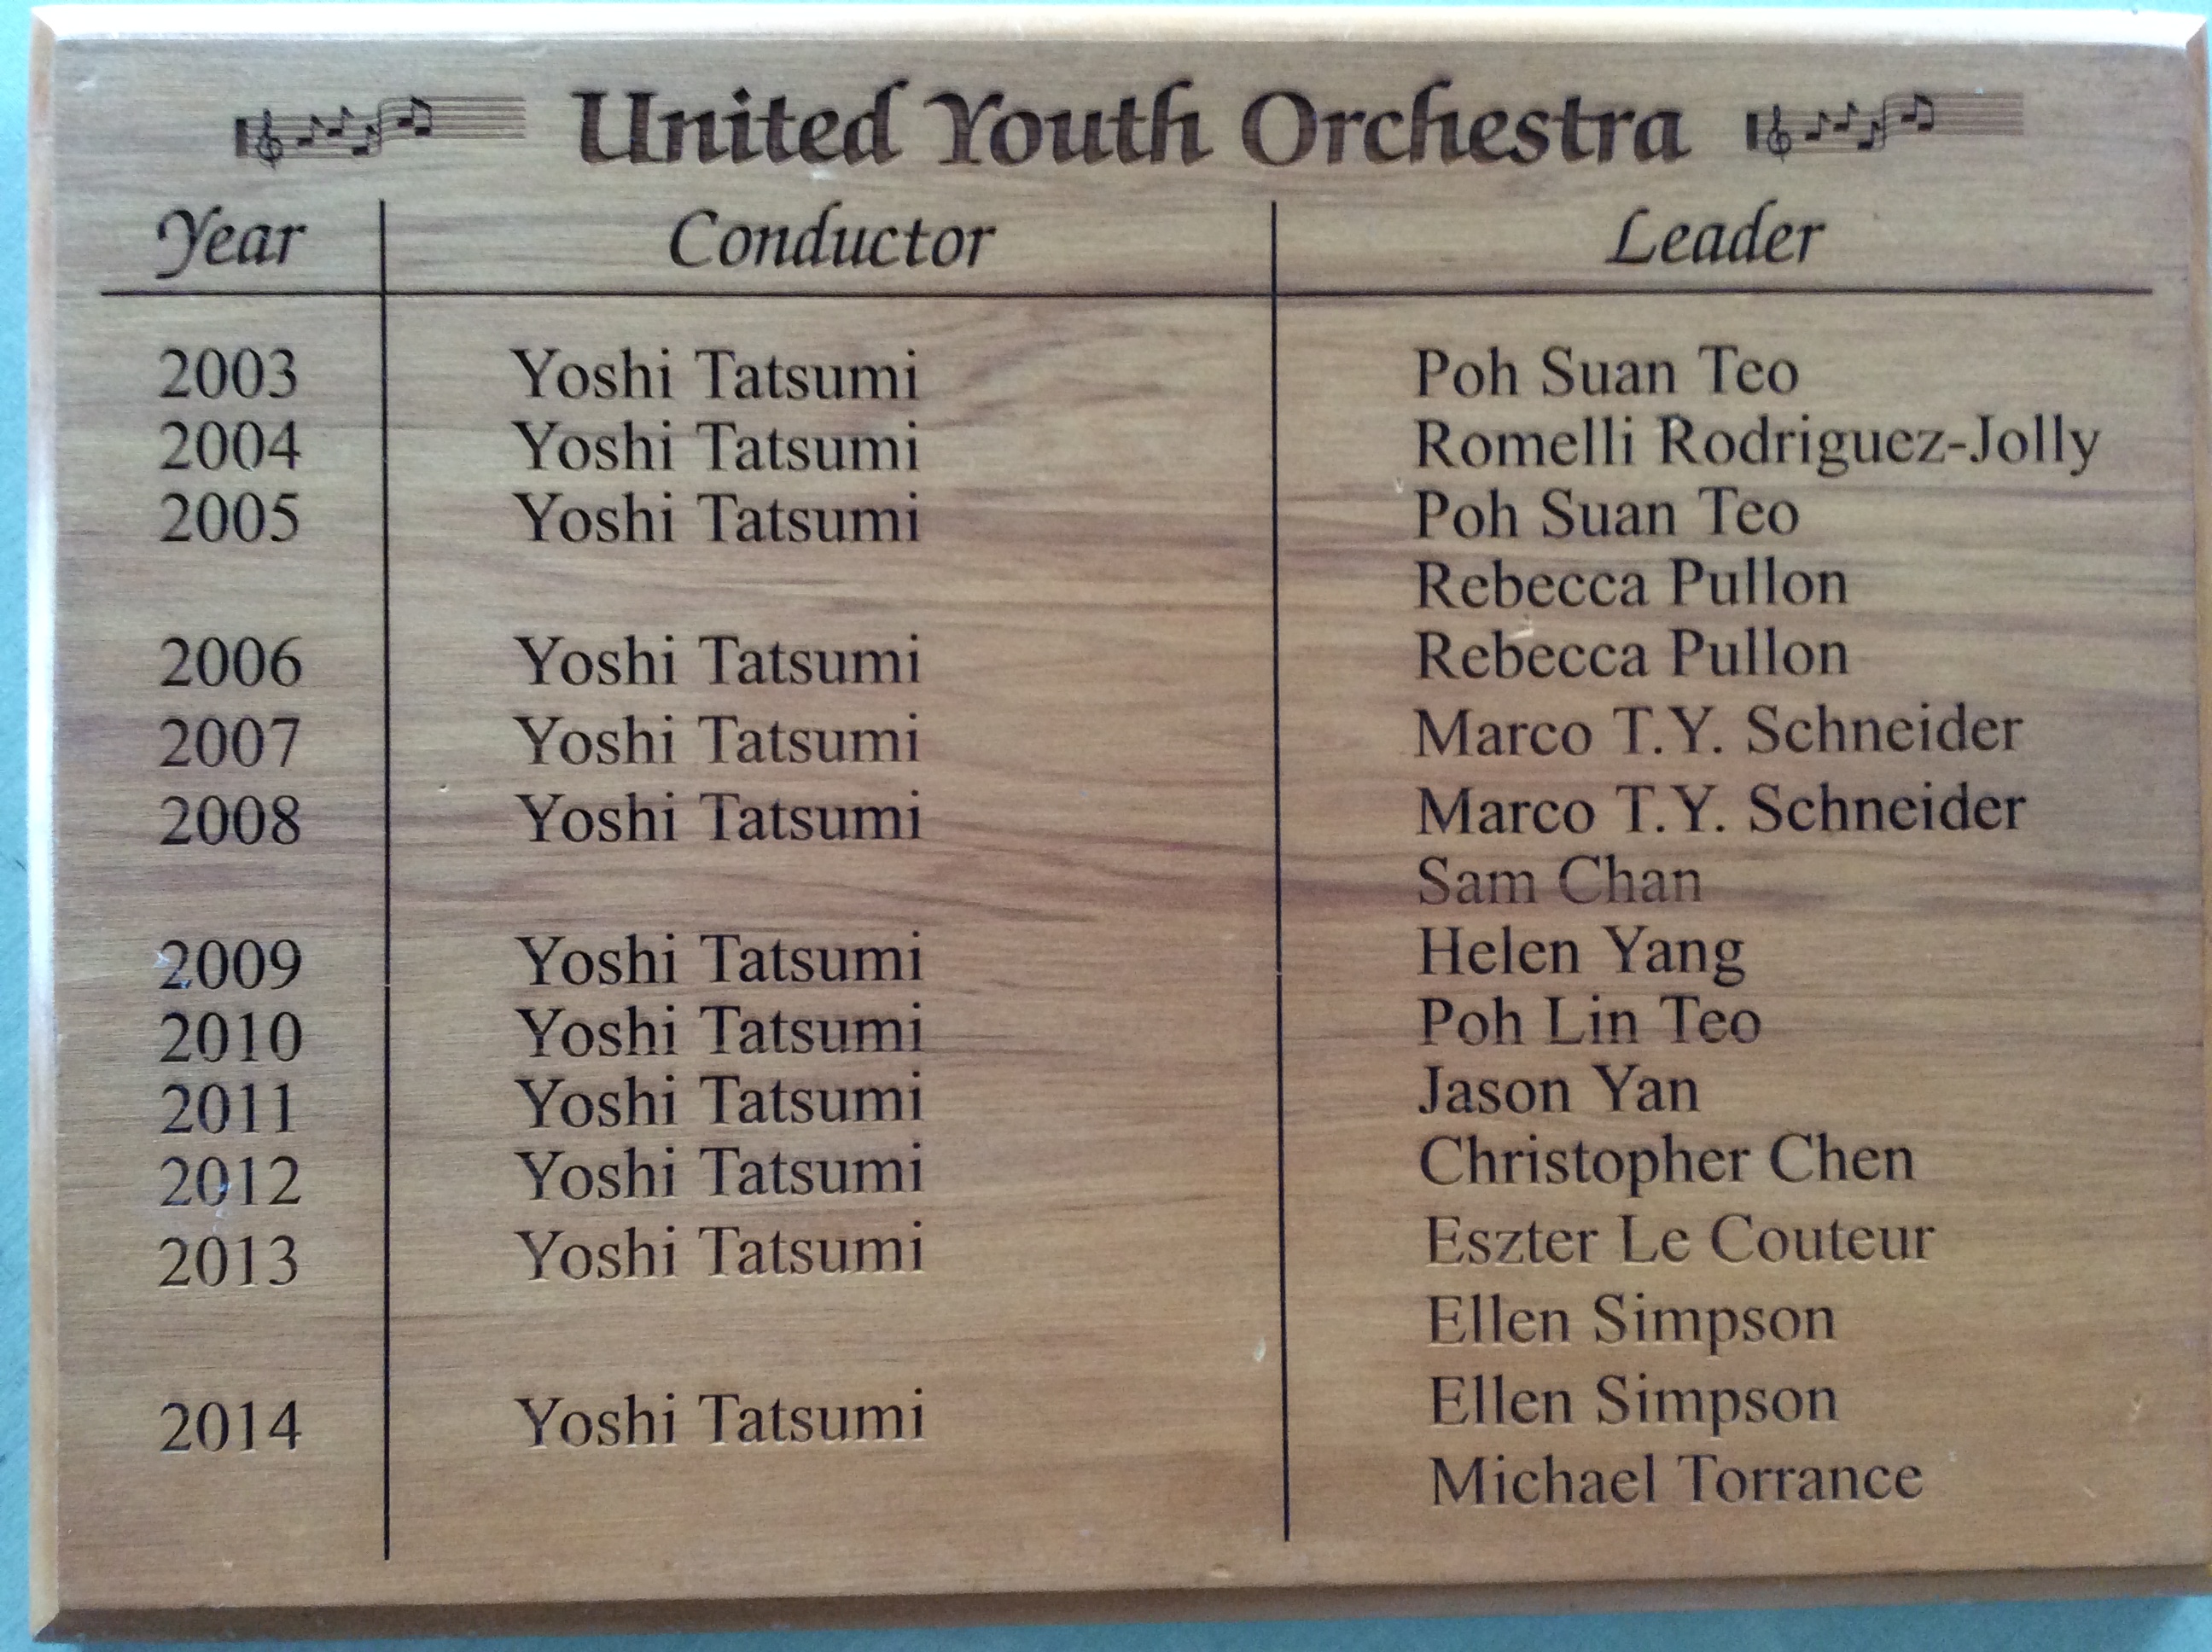 United Youth Orchestra
Year Conductor Leader
2003 Yoshi Tatsumi Poh Suan Teo
2004 Yoshi Tatsumi Romelli Rodriguez-Jolly
2005 Yoshi Tatsumi Poh Suan Teo
Rebecca Pullon
2006 Yoshi Tatsumi Rebecca Pullon
2007 Yoshi Tatsumi Marco T.Y. Schneider
2008 Yoshi Tatsumi Marco T.Y. Schneider
Sam Chan
2009 Yoshi Tatsumi Helen Yang
2010 Yoshi Tatsumi Poh Lin Teo
2011 Yoshi Tatsumi Jason Yan
2012 Yoshi Tatsumi Christopher Chen
2013 Yoshi Tatsumi Eszter Le Couteur
Ellen Simpson
2014 Yoshi Tatsumi Ellen Simpson
Michael Torrance